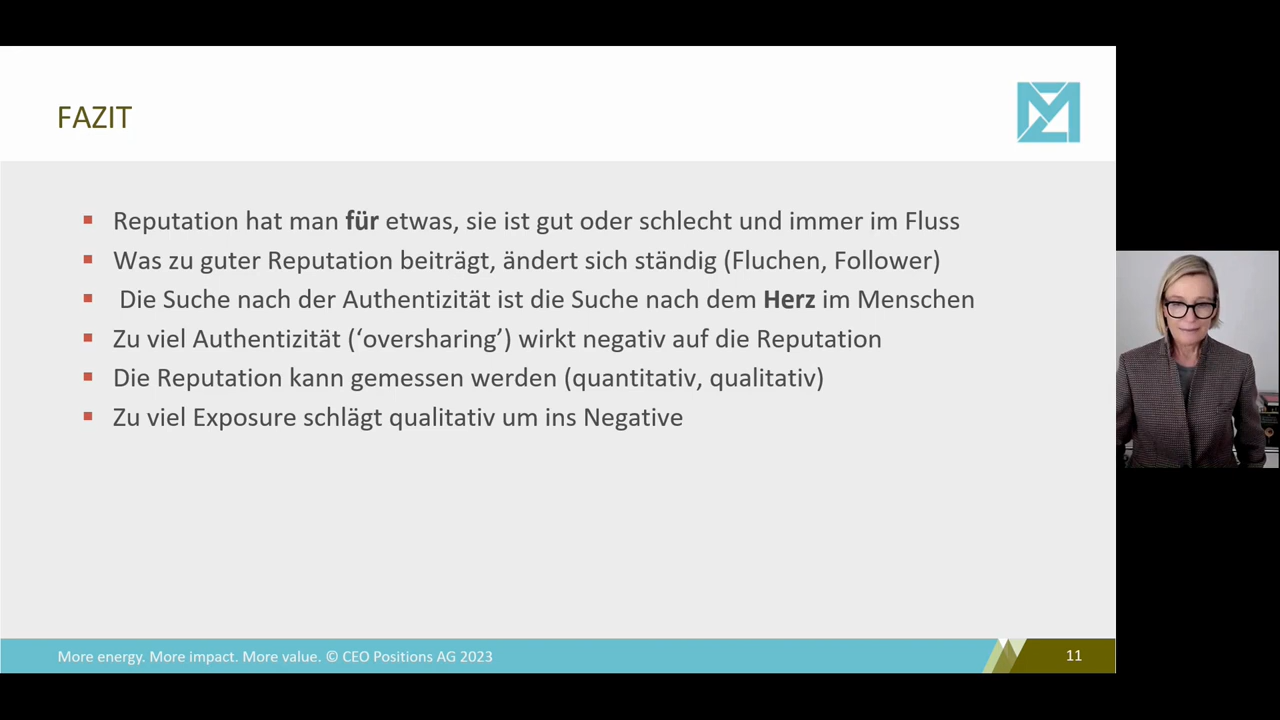 FAZIT
Reputation hat man für etwas, sie ist gut oder schlecht und immer im Fluss
Was zu guter Reputation beiträgt, ändert sich ständig (Fluchen, Follower)
Die Suche nach der Authentizität ist die Suche nach dem Herz im Menschen
Zu viel Authentizität (‘oversharing’) wirkt negativ auf die Reputation
Die Reputation kann gemessen werden (quantitativ, qualitativ)
Zu viel Exposure schlägt qualitativ um ins Negative
More energy. More impact. More value. © CEO Positions AG 2023
11